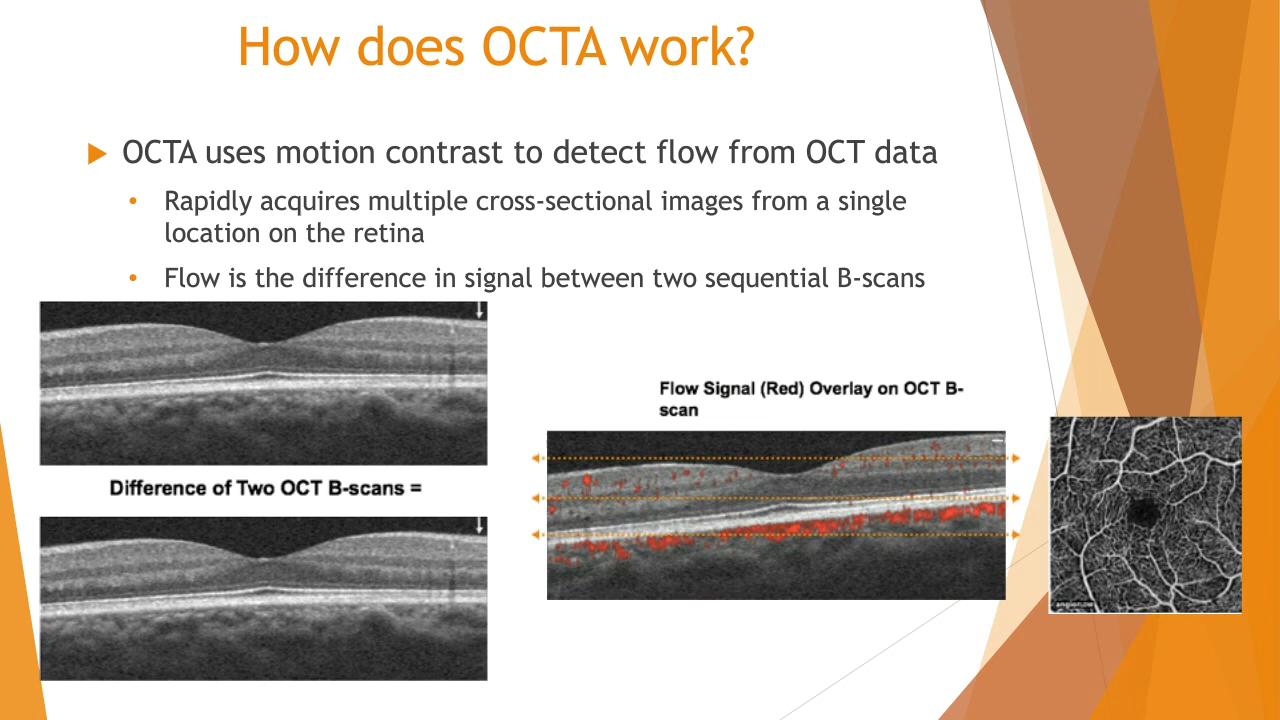 How does OCTA work?
OCTA uses motion contrast to detect flow from OCT data
Rapidly acquires multiple cross-sectional images from a single
location on the retina
Flow is the difference in signal between two sequential B-scans
Difference of Two OCT B-scans =
Flow Signal (Red) Overlay on OCT B-
scan